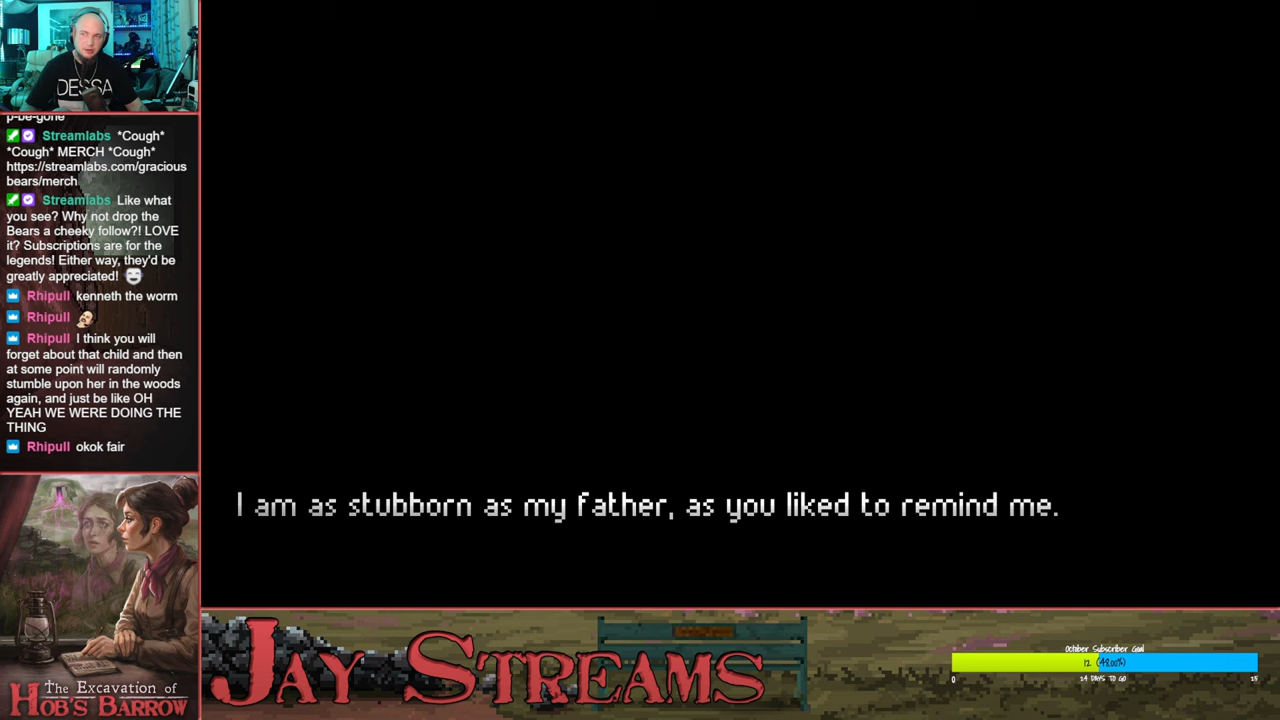 DESSA
p-be-gone
Streamlabs *Cough*
*Cough* MERCH *Cough*
https://streamlabs.com/gracious
bears/merch
Streamlabs Like what
you see? Why not drop the
Bears a cheeky follow?! LOVE
it? Subscriptions are for the
legends! Either way, they'd be
greatly appreciated!
Rhipull kenneth the worm
Rhipull
Rhipull I think you will
forget about that child and then
at some point will randomly
stumble upon her in the woods
again, and just be like OH
YEAH WE WERE DOING THE
THING
Rhipull okok fair
I am as stubborn as my father, as you liked to remind me.
The Excavation of
HOB'S BARROW
JAY STREAMS
October Subscriber Goal
12 (48.00%)
0 14 DAYS TO GO 25